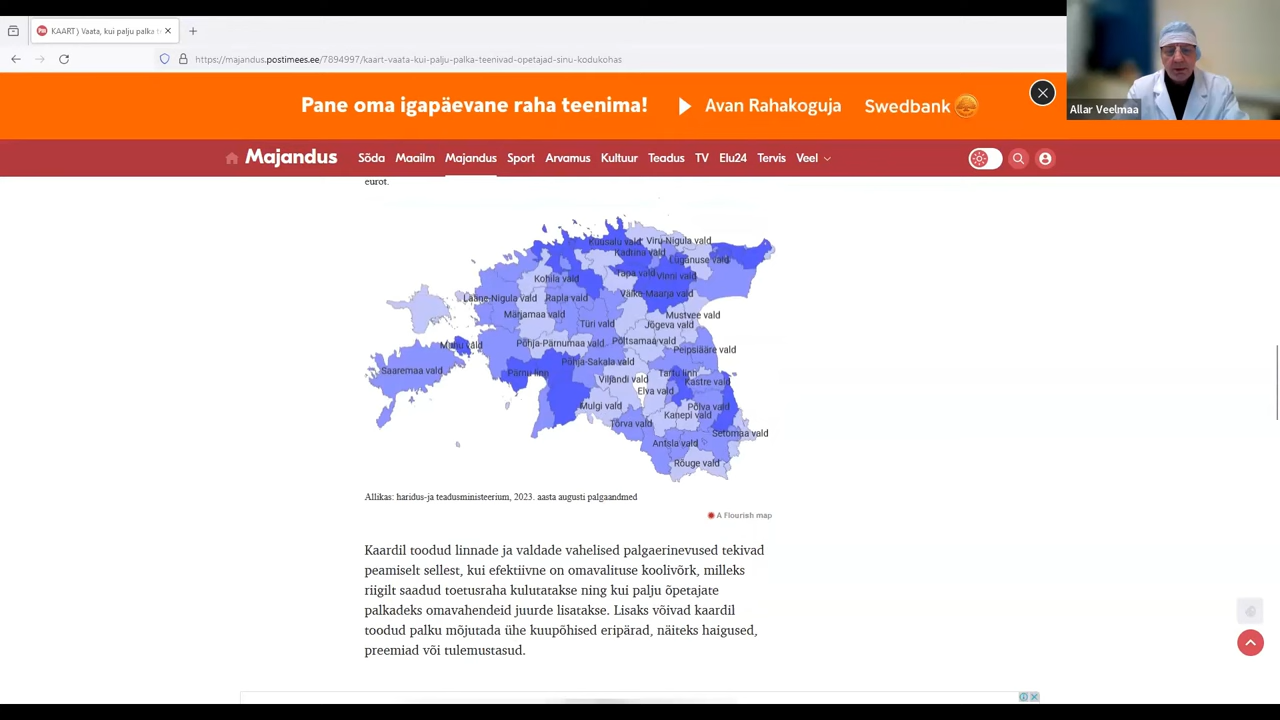 KAART) Vaata, kui palju palka t
https://majandus.postimees.ee/7894997/kaart-vaata-kui-palju-palka-teenivad-opetajad-sinu-kodukohas
Allar Veelmaa
Pane oma igapäevane raha teenima! Avan Rahakoguja Swedbank
Majandus Sõda Maailm Majandus Sport Arvamus Kultuur Teadus TV Elu24 Tervis Veel
eurot.
Kuusalu vald Viru-Nigula vald
Kadrina vald
Lüganuse vald
Tapa vald Vinni vald
Kohila vald
Väike-Maarja vald
Lääne-Nigula vald Rapla vald
Märjamaa vald Mustvee vald
Türi vald Jõgeva vald
Põhja-Pärnumaa vald Põltsamaa vald
Muhu vald
Peipsiääre vald
Põhja-Sakala vald
Saaremaa vald Pärnu linn Tartu linn
Viljandi vald Kastre vald
Elva vald
Mulgi vald Põlva vald
Kanepi vald
Tõrva vald
Setomaa vald
Antsla vald
Rõuge vald
Allikas: haridus-ja teadusministeerium, 2023. aasta augusti palgaandmed
A Flourish map
Kaardil toodud linnade ja valdade vahelised palgaerinevused tekivad
peamiselt sellest, kui efektiivne on omavalituse koolivõrk, milleks
riigilt saadud toetusraha kulutatakse ning kui palju õpetajate
palkadeks omavahendeid juurde lisatakse. Lisaks võivad kaardil
toodud palku mõjutada ühe kuupõhised eripärad, näiteks haigused,
preemiad või tulemustasud.